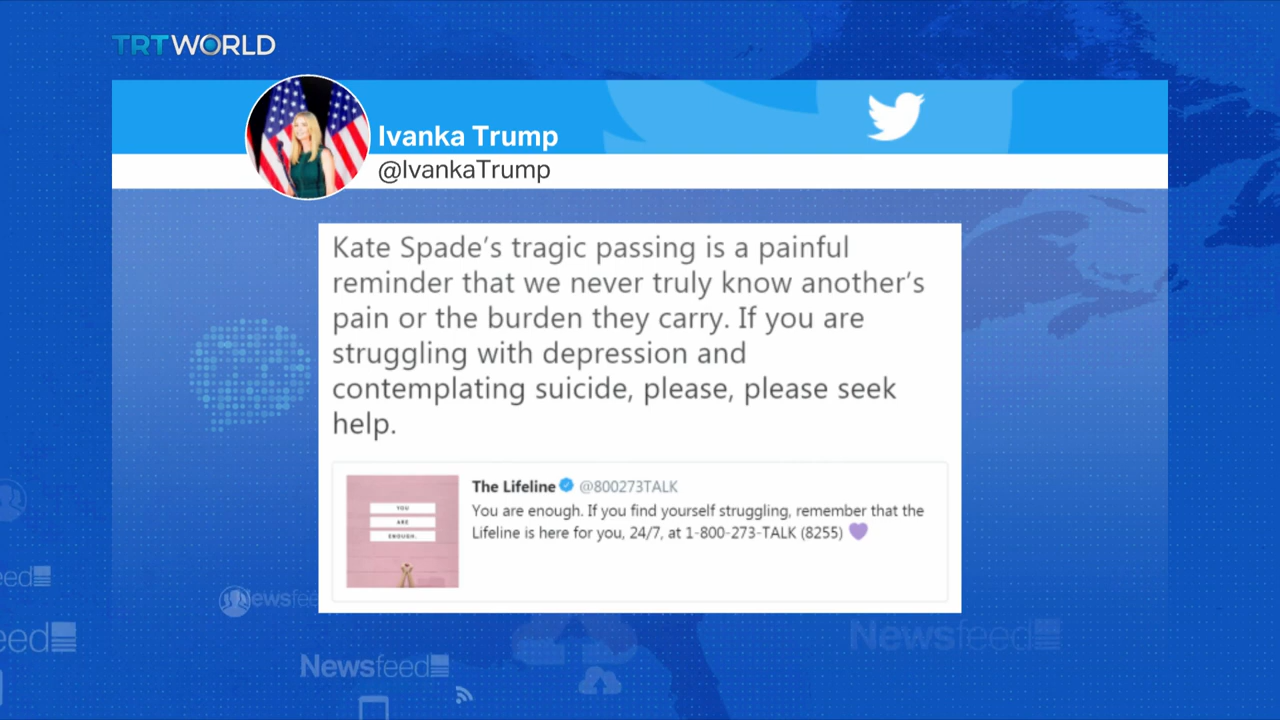 TRTWORLD
Ivanka Trump
@IvankaTrump
Kate Spade's tragic passing is a painful
reminder that we never truly know another's
pain or the burden they carry. If you are
struggling with depression and
contemplating suicide, please, please seek
help.
The Lifeline @800273TALK
You are enough. If you find yourself struggling, remember that the
Lifeline is here for you, 24/7, at 1-800-273-TALK (8255)
YOU
ARE
ENOUGH.
eed
Newsfee
eed
Newsfeed
Newsfeed